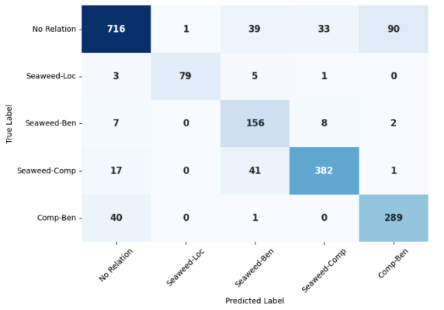 No Relation 716 1 39 33 90
Seaweed-Loc 3 79 5 1 0
Seaweed-Ben 7 0 156 8 2
Seaweed-Comp 17 0 41 382 1
Comp-Ben 40 0 1 0 289
True Label
No Relation Seaweed-Loc Seaweed-Ben Seaweed-Comp Comp-Ben
Predicted Label